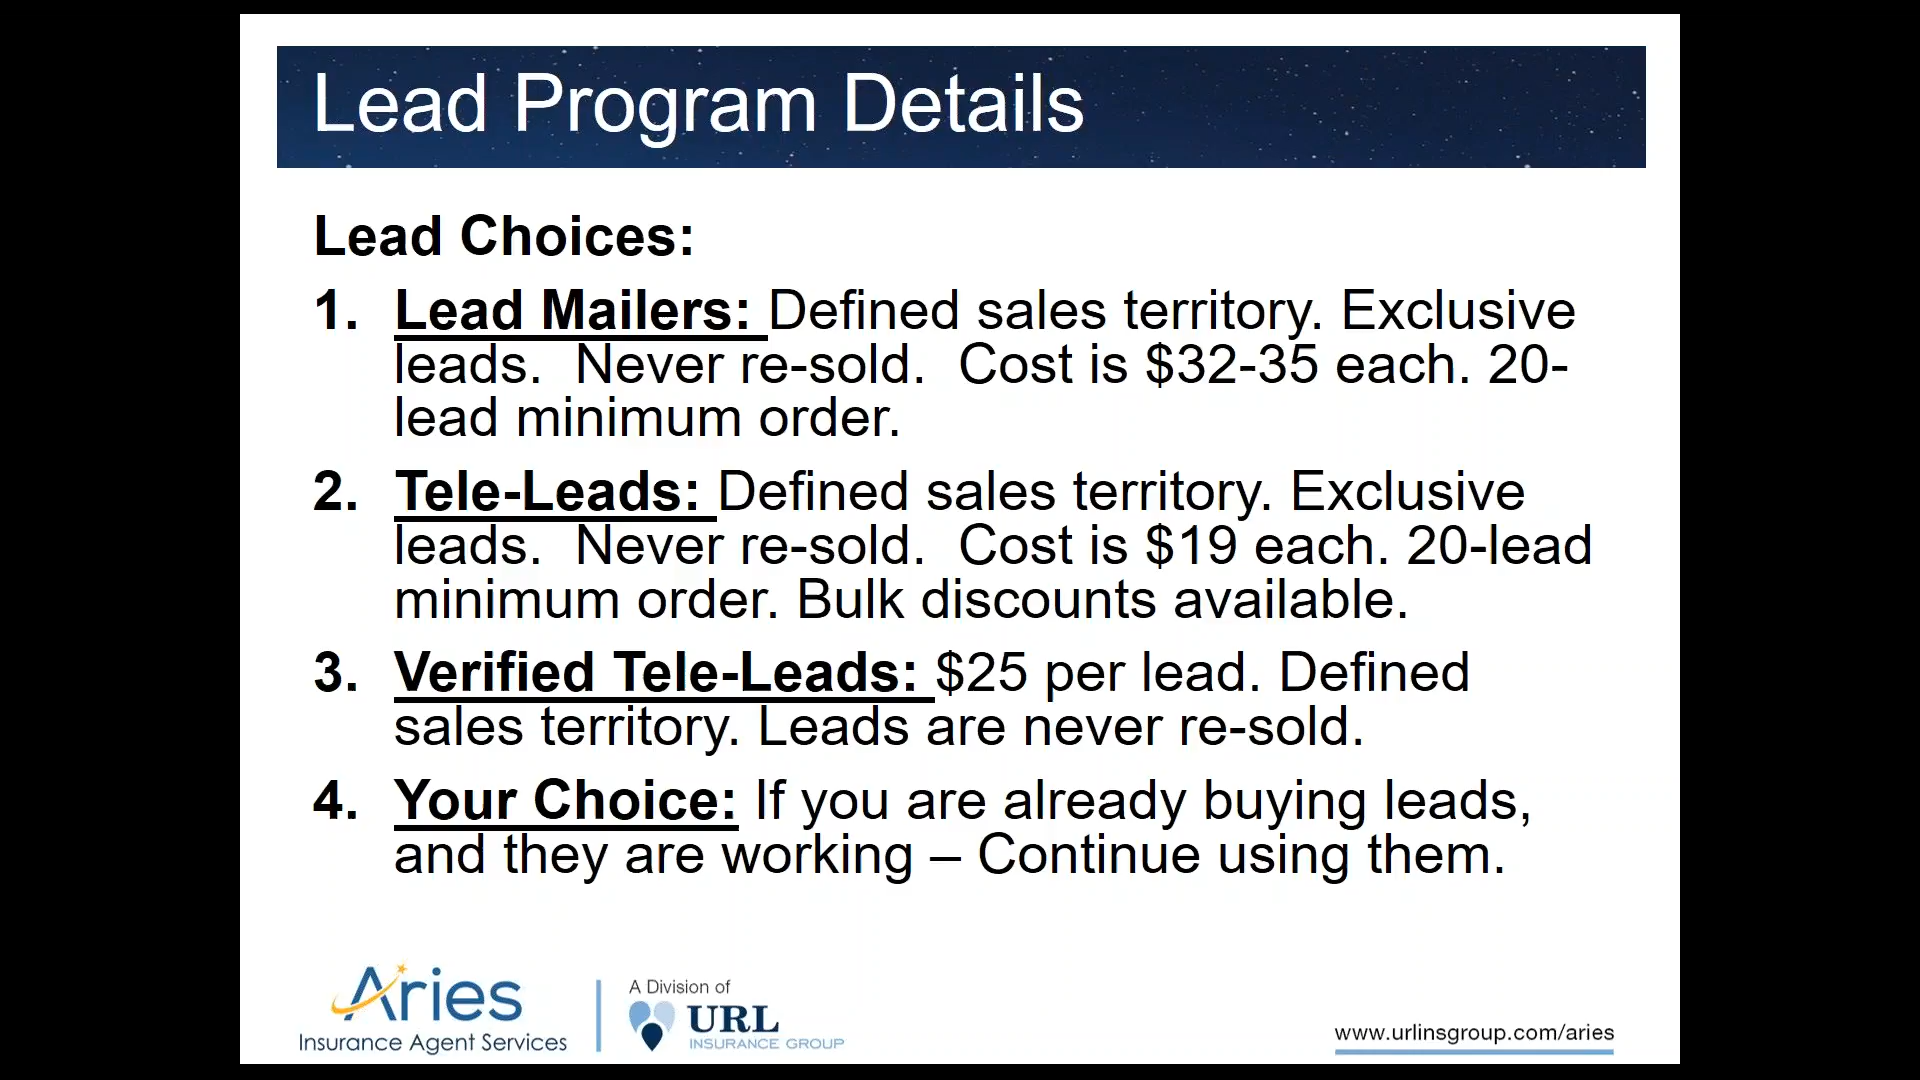 Lead Program Details
Lead Choices:
1. Lead Mailers: Defined sales territory. Exclusive
leads.  Never re-sold.  Cost is $32-35 each. 20-
lead minimum order.
2. Tele-Leads: Defined sales territory. Exclusive
leads.  Never re-sold.  Cost is $19 each. 20-lead
minimum order. Bulk discounts available.
3. Verified Tele-Leads: $25 per lead. Defined
sales territory. Leads are never re-sold.
4. Your Choice: If you are already buying leads,
and they are working – Continue using them.
Aries
Insurance Agent Services
A Division of
URL
INSURANCE GROUP
www.urlinsgroup.com/aries